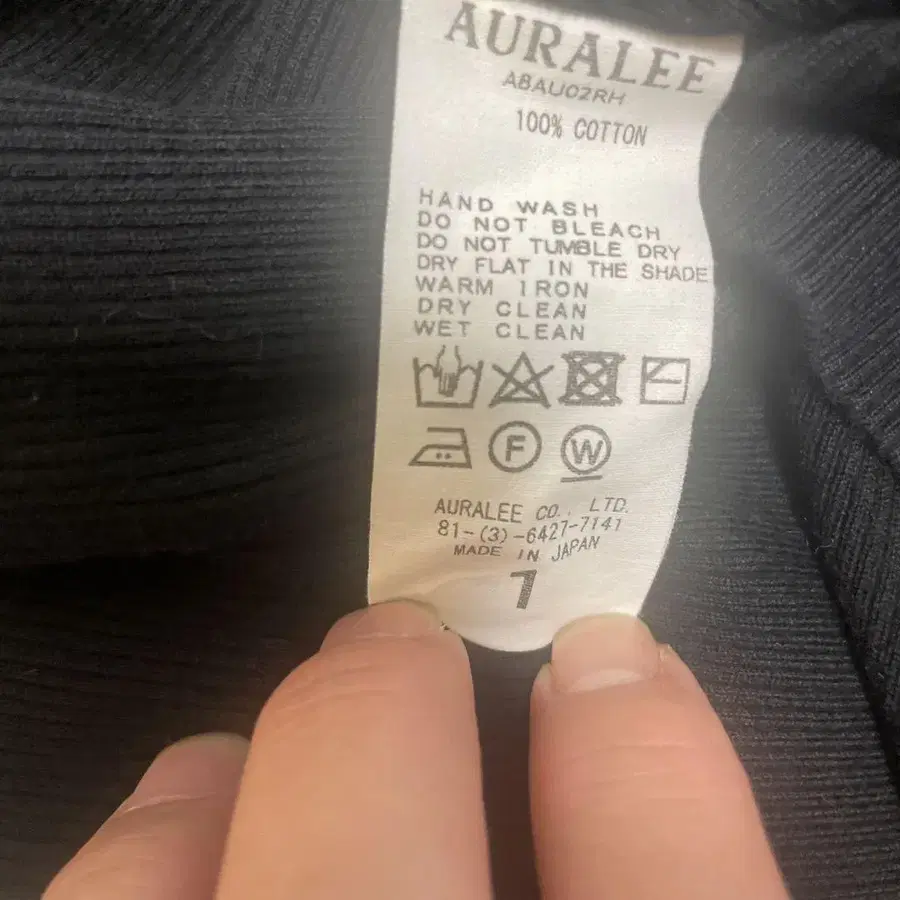 AURALEE
A8AU02RH
100% COTTON
HAND WASH
DO NOT BLEACH
DO NOT TUMBLE DRY
DRY FLAT IN THE SHADE
WARM IRON
DRY CLEAN
WET CLEAN
F W
AURALEE CO., LTD.
81-(3)-6427-7141
MADE IN JAPAN
1